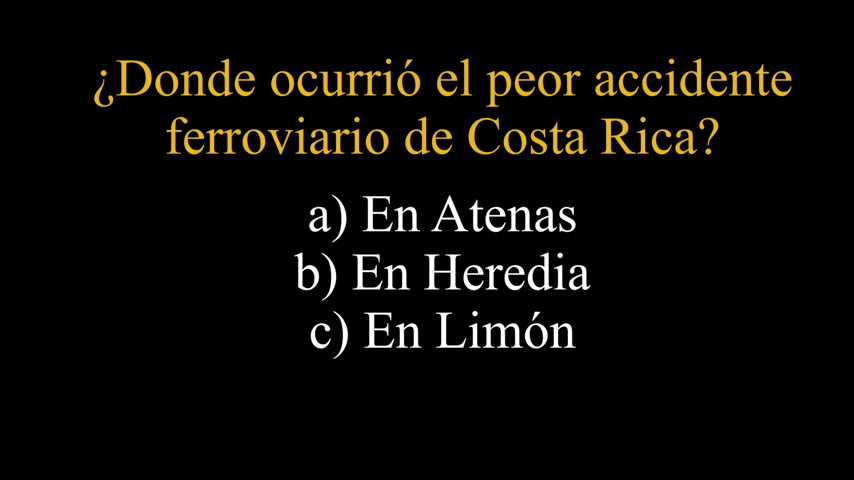 ¿Donde ocurrió el peor accidente
ferroviario de Costa Rica?
a) En Atenas
b) En Heredia
c) En Limón